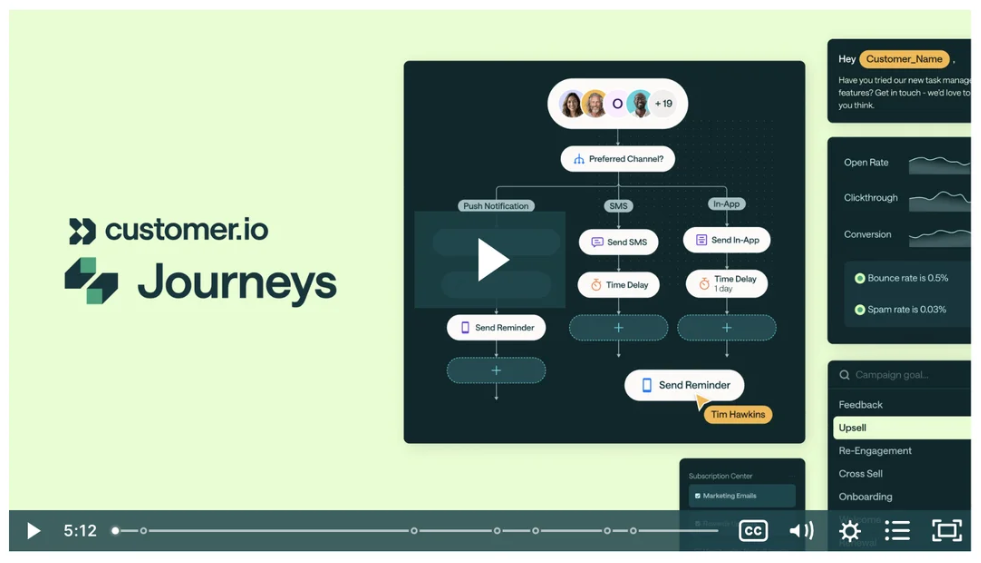 customer.io
Journeys
+ 19
Preferred Channel?
Push Notification
SMS
In-App
Send SMS
Send In-App
Time Delay
Time Delay
1 day
Send Reminder
+
+
+
Send Reminder
Tim Hawkins
Hey Customer_Name ,
Have you tried our new task manage
features? Get in touch - we'd love to
you think.
Open Rate
Clickthrough
Conversion
Bounce rate is 0.5%
Spam rate is 0.03%
Campaign goal...
Feedback
Upsell
Re-Engagement
Cross Sell
Onboarding
Subscription Center
Marketing Emails
5:12
CC